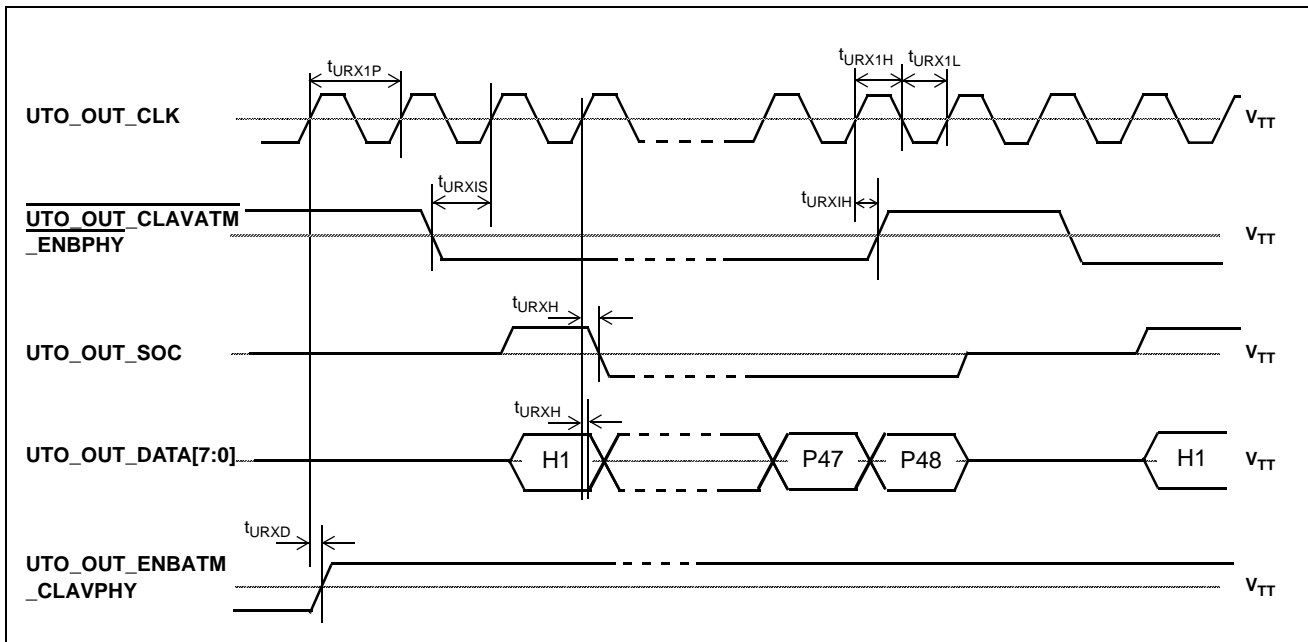 tURX1P
tURX1H
tURX1L
UTO_OUT_CLK
VTT
tURXIS
tURXIH
UTO_OUT_CLAVATM
_ENBPHY
VTT
tURXH
UTO_OUT_SOC
VTT
tURXH
UTO_OUT_DATA[7:0]
H1
P47
P48
H1
VTT
tURXD
UTO_OUT_ENBATM
_CLAVPHY
VTT